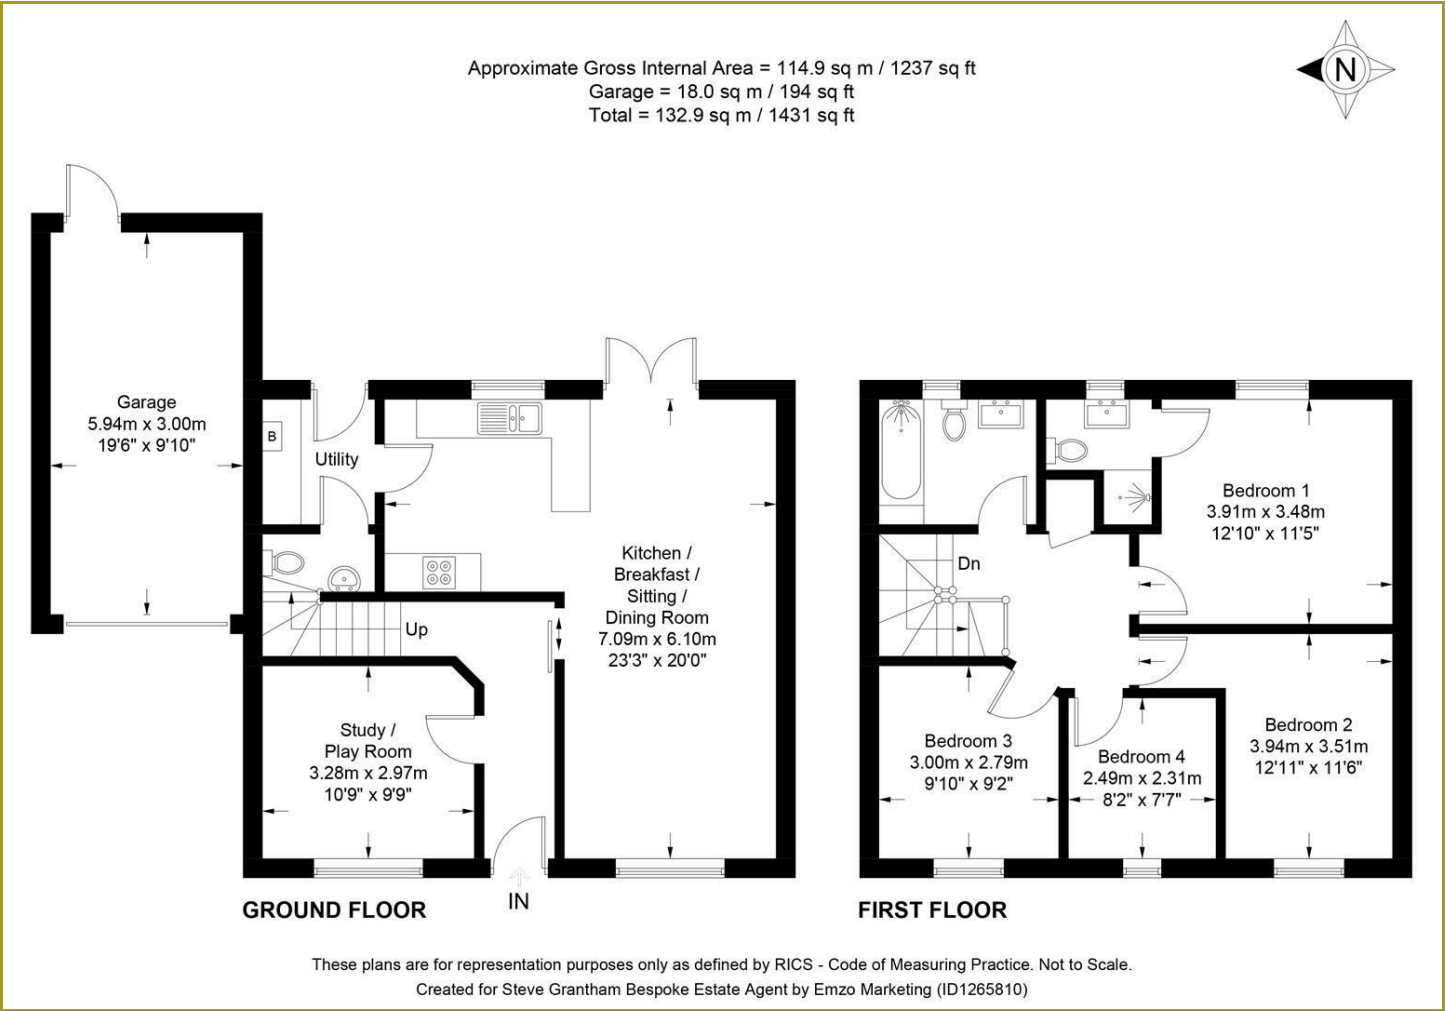 Approximate Gross Internal Area = 114.9 sq m / 1237 sq ft
Garage = 18.0 sq m / 194 sq ft
Total = 132.9 sq m / 1431 sq ft
N
Garage
5.94m x 3.00m
19'6" x 9'10"
B
Utility
Kitchen /
Breakfast /
Sitting /
Dining Room
7.09m x 6.10m
23'3" x 20'0"
Up
Study /
Play Room
3.28m x 2.97m
10'9" x 9'9"
IN
GROUND FLOOR
Bedroom 1
3.91m x 3.48m
12'10" x 11'5"
Dn
Bedroom 2
3.94m x 3.51m
12'11" x 11'6"
Bedroom 3
3.00m x 2.79m
9'10" x 9'2"
Bedroom 4
2.49m x 2.31m
8'2" x 7'7"
FIRST FLOOR
These plans are for representation purposes only as defined by RICS - Code of Measuring Practice. Not to Scale.
Created for Steve Grantham Bespoke Estate Agent by Emzo Marketing (ID1265810)